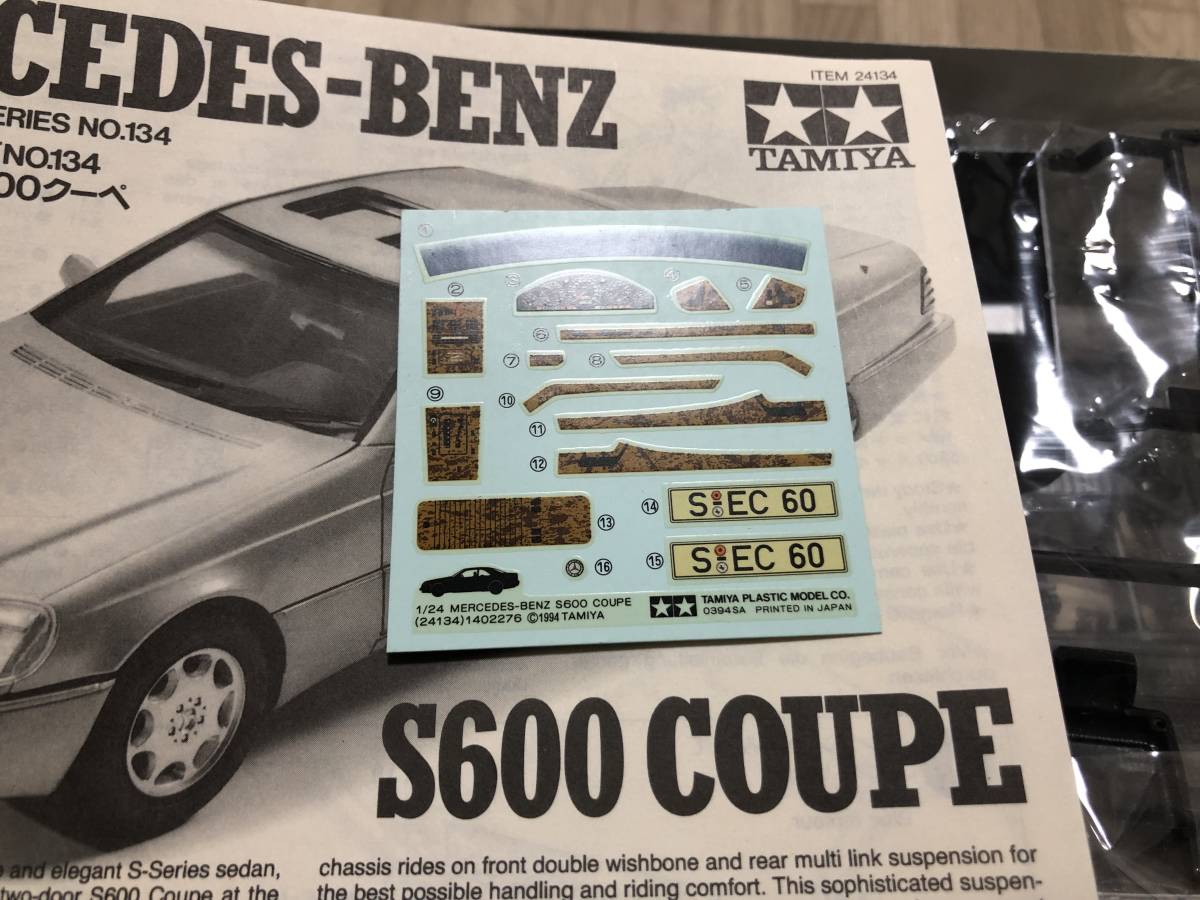 CEDES-BENZ
ITEM 24134
ERIES NO.134
NO.134
00クーペ
TAMIYA
①
②
③
④
⑤
⑥
⑦
⑧
⑨
⑩
⑪
⑫
⑬
⑭
S EC 60
⑮
S EC 60
⑯
1/24 MERCEDES-BENZ S600 COUPE
(24134)1402276 ©1994 TAMIYA
TAMIYA PLASTIC MODEL CO.
0394SA PRINTED IN JAPAN
S600 COUPE
and elegant S-Series sedan,
two-door S600 Coupe at the
chassis rides on front double wishbone and rear multi link suspension for
the best possible handling and riding comfort. This sophisticated suspen-